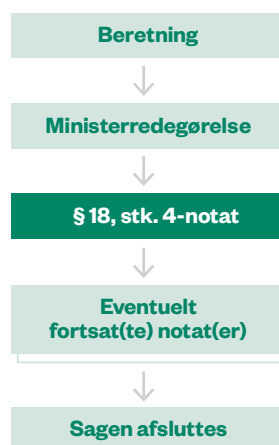 Beretning
Ministerredegørelse
§ 18, stk. 4-notat
Eventuelt
fortsat(te) notat(er)
Sagen afsluttes